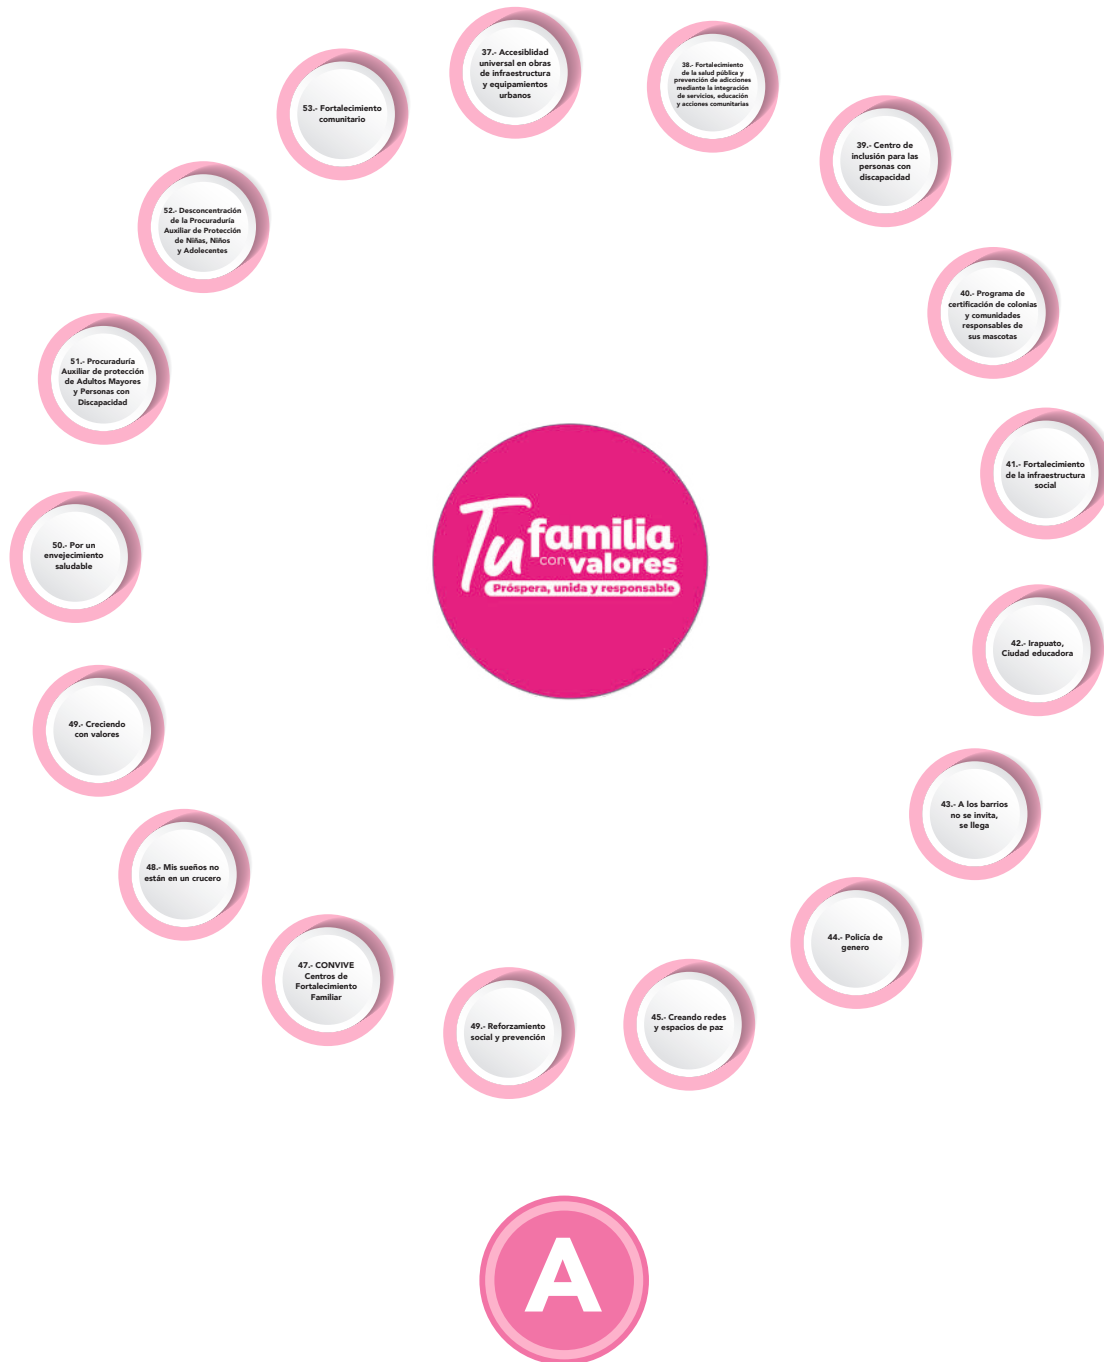 37.- Accesiblidad
universal en obras
de infraestructura
y equipamientos
urbanos
38.- Fortalecimiento
de la salud pública y
prevención de adicciones
mediante la integración
de servicios, educación
y acciones comunitarias
39.- Centro de
inclusión para las
personas con
discapacidad
40.- Programa de
certificación de colonias
y comunidades
responsables de
sus mascotas
41.- Fortalecimiento
de la infraestructura
social
42.- Irapuato,
Ciudad educadora
43.- A los barrios
no se invita,
se llega
44.- Policía de
genero
45.- Creando redes
y espacios de paz
49.- Reforzamiento
social y prevención
47.- CONVIVE
Centros de
Fortalecimiento
Familiar
48.- Mis sueños no
están en un crucero
49.- Creciendo
con valores
50.- Por un
envejecimiento
saludable
51.- Procuraduría
Auxiliar de protección
de Adultos Mayores
y Personas con
Discapacidad
52.- Desconcentración
de la Procuraduría
Auxiliar de Protección
de Niñas, Niños
y Adolecentes
53.- Fortalecimiento
comunitario
Tu familia
con valores
Próspera, unida y responsable
A